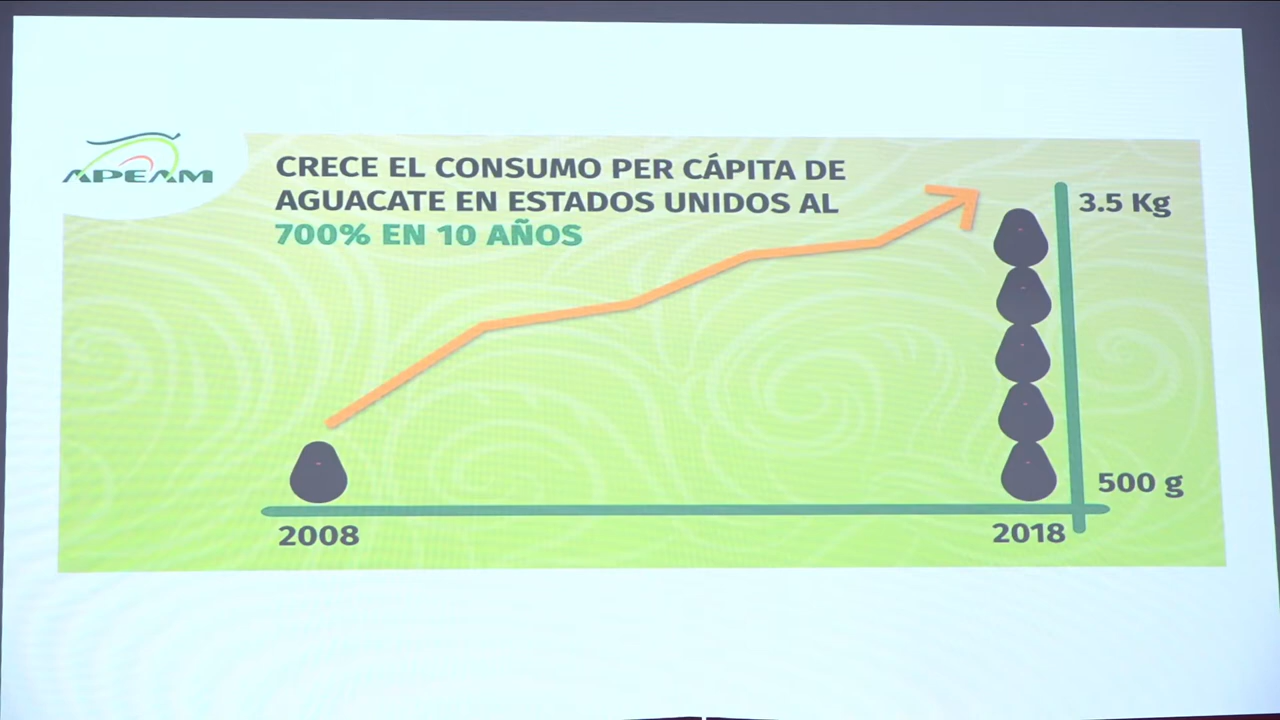 APEAM
CRECE EL CONSUMO PER CÁPITA DE
AGUACATE EN ESTADOS UNIDOS AL
700% EN 10 AÑOS
3.5 Kg
500 g
2008
2018